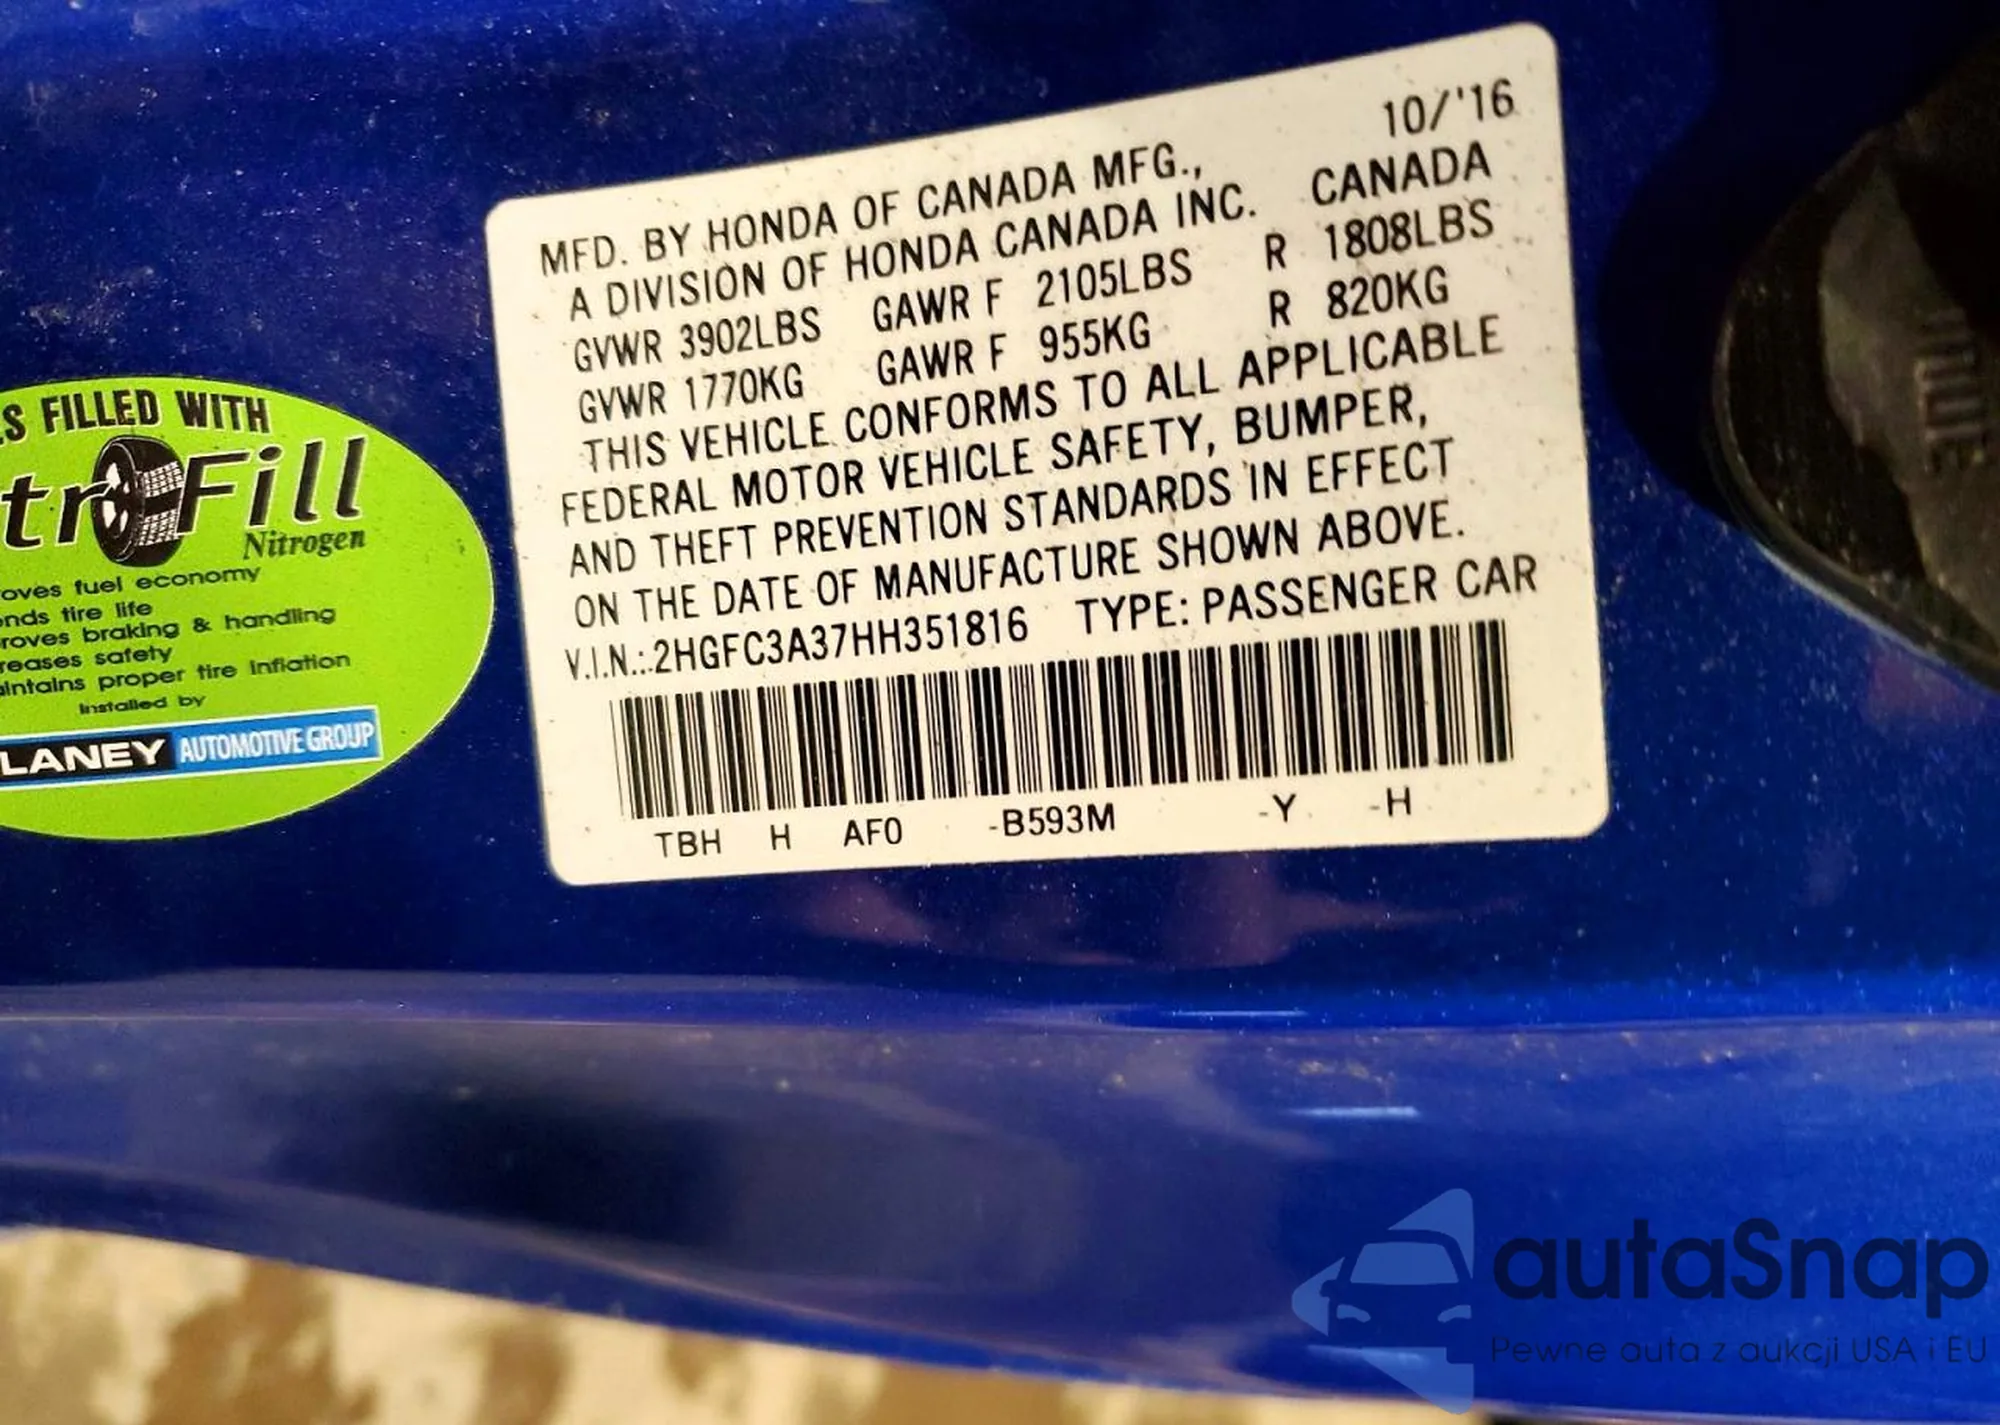 10/'16
MFD. BY HONDA OF CANADA MFG.,
A DIVISION OF HONDA CANADA INC. CANADA
GVWR 3902LBS GAWR F 2105LBS R 1808LBS
GVWR 1770KG GAWR F 955KG R 820KG
THIS VEHICLE CONFORMS TO ALL APPLICABLE
FEDERAL MOTOR VEHICLE SAFETY, BUMPER,
AND THEFT PREVENTION STANDARDS IN EFFECT
ON THE DATE OF MANUFACTURE SHOWN ABOVE.
V.I.N.:2HGFC3A37HH351816 TYPE: PASSENGER CAR
TBH H AF0 -B593M -Y -H
S FILLED WITH
troFill
Nitrogen
oves fuel economy
nds tire life
roves braking & handling
reases safety
intains proper tire inflation
Installed by
LANEY AUTOMOTIVE GROUP
autaSnap
Pewne auta z aukcji USA i EU